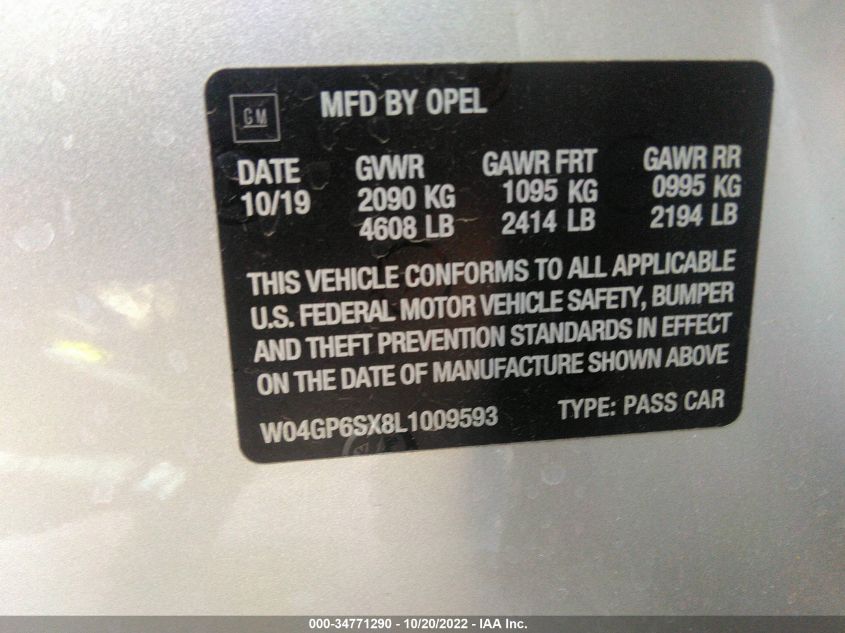 GM
MFD BY OPEL
DATE GVWR GAWR FRT GAWR RR
10/19 2090 KG 1095 KG 0995 KG
4608 LB 2414 LB 2194 LB
THIS VEHICLE CONFORMS TO ALL APPLICABLE
U.S. FEDERAL MOTOR VEHICLE SAFETY, BUMPER
AND THEFT PREVENTION STANDARDS IN EFFECT
ON THE DATE OF MANUFACTURE SHOWN ABOVE
W04GP6SX8L1009593 TYPE: PASS CAR
000-34771290 - 10/20/2022 - IAA Inc.